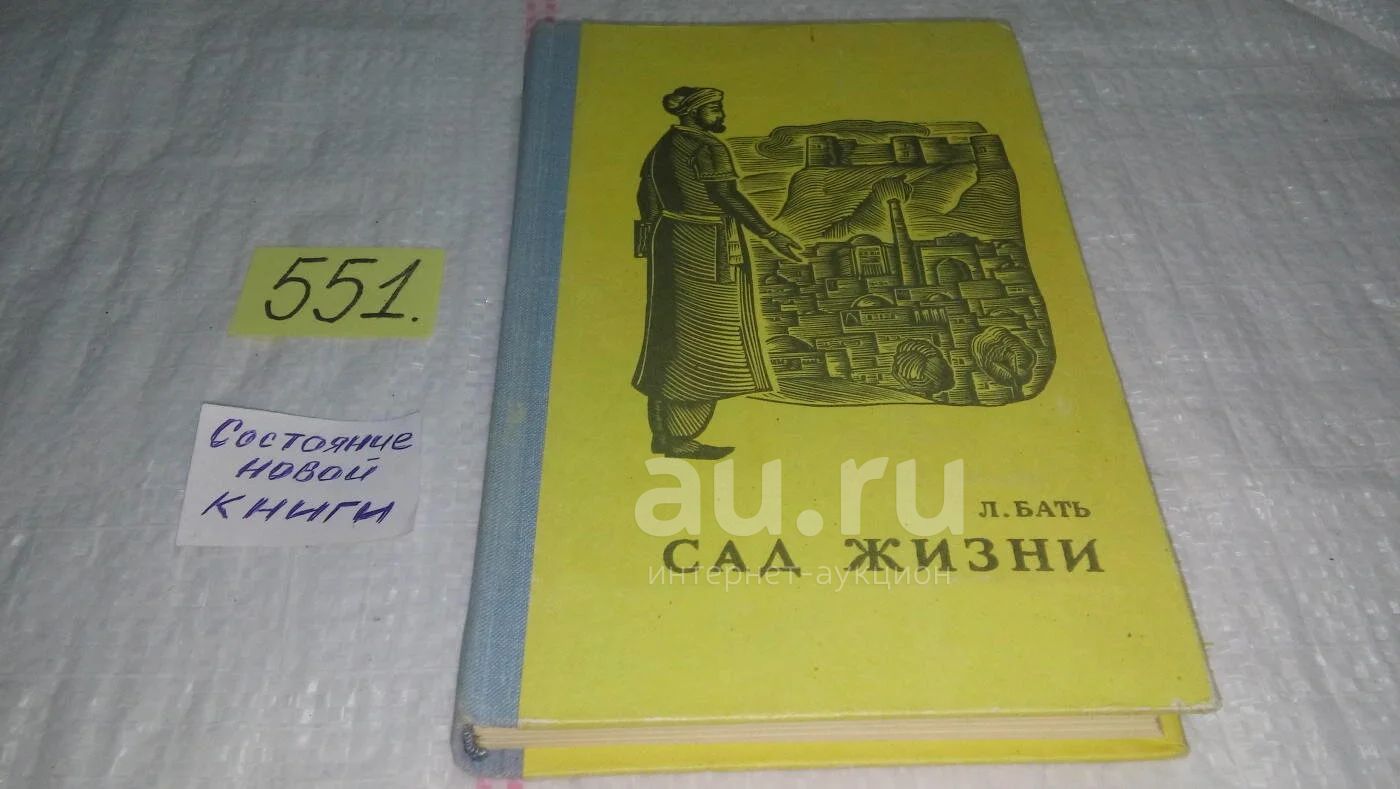 551.
Состояние
новой
книги
au.ru
интернет-аукцион
Л. БАТЬ
САД ЖИЗНИ